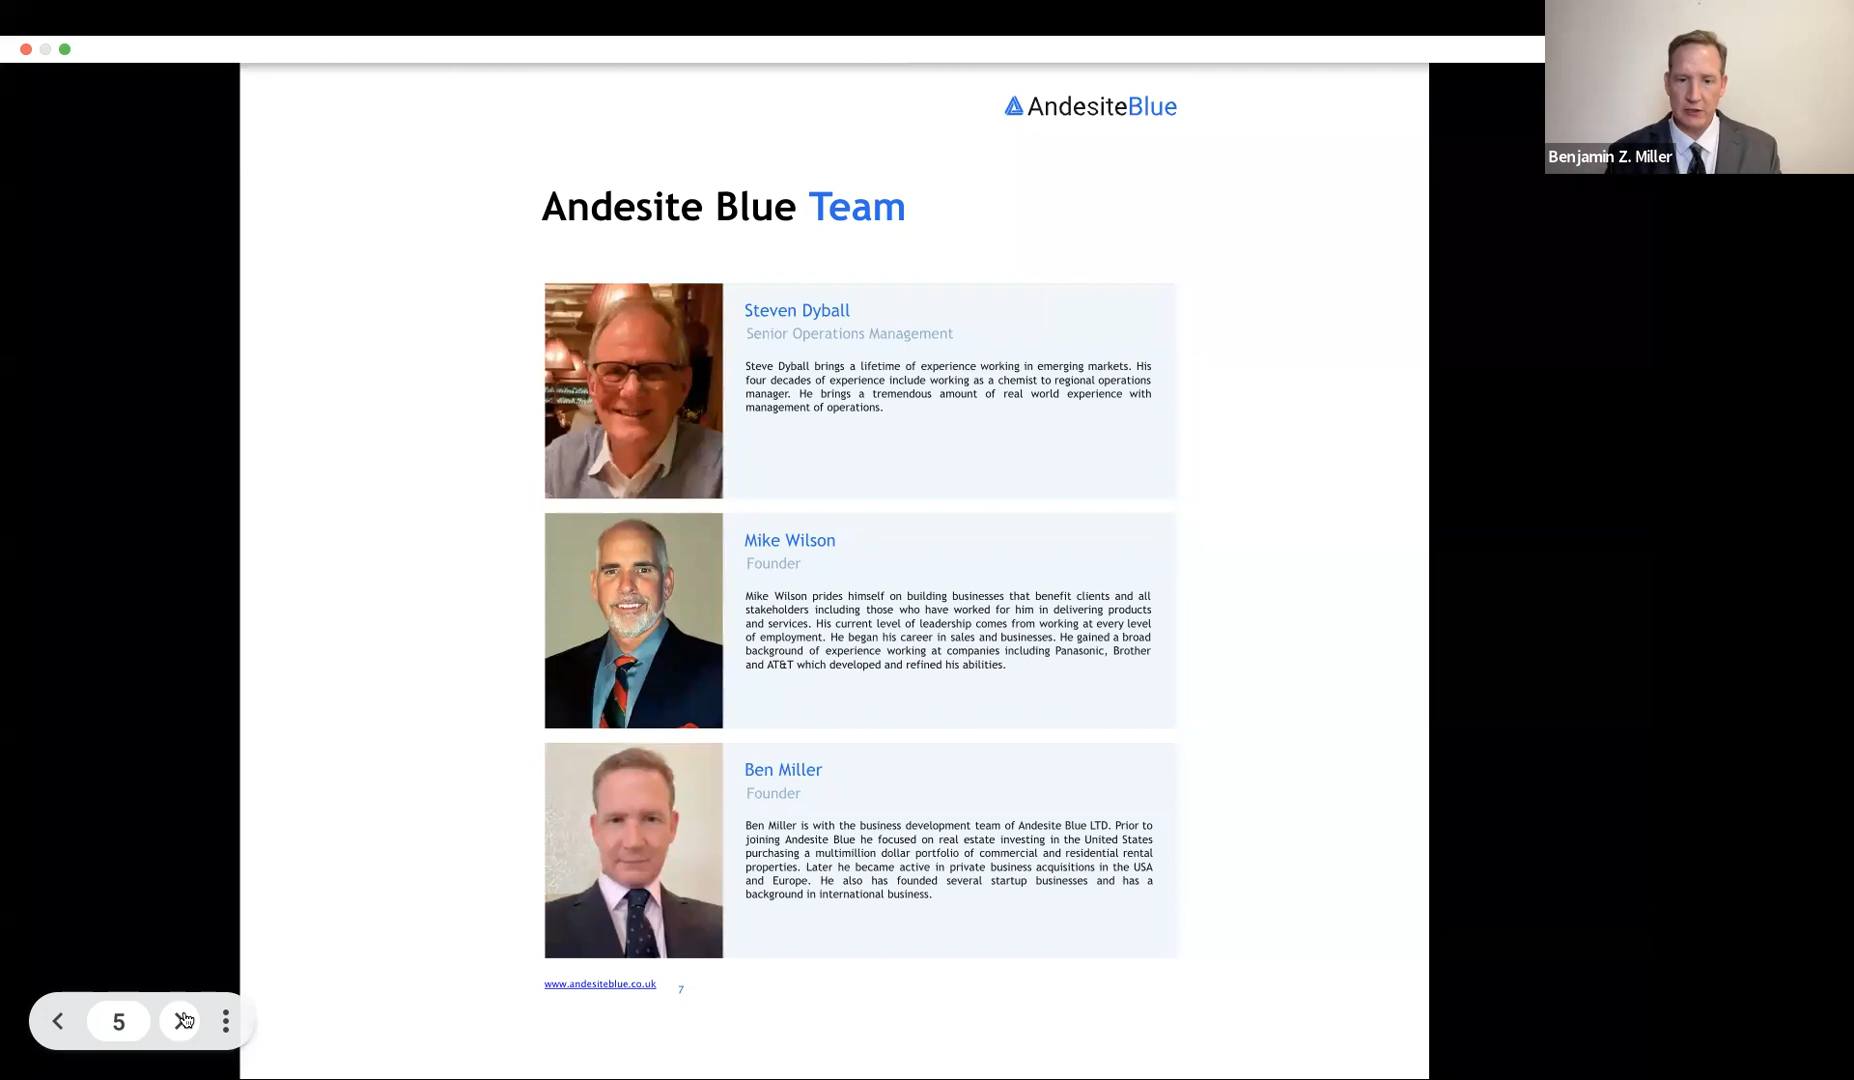 AndesiteBlue
Benjamin Z. Miller
Andesite Blue Team
Steven Dyball
Senior Operations Management
Steve Dyball brings a lifetime of experience working in emerging markets. His
four decades of experience include working as a chemist to regional operations
manager. He brings a tremendous amount of real world experience with
management of operations.
Mike Wilson
Founder
Mike Wilson prides himself on building businesses that benefit clients and all
stakeholders including those who have worked for him in delivering products
and services. His current level of leadership comes from working at every level
of employment. He began his career in sales and businesses. He gained a broad
background of experience working at companies including Panasonic, Brother
and AT&T which developed and refined his abilities.
Ben Miller
Founder
Ben Miller is with the business development team of Andesite Blue LTD. Prior to
joining Andesite Blue he focused on real estate investing in the United States
purchasing a multimillion dollar portfolio of commercial and residential rental
properties. Later he became active in private business acquisitions in the USA
and Europe. He also has founded several startup businesses and has a
background in international business.
www.andesiteblue.co.uk
7
5